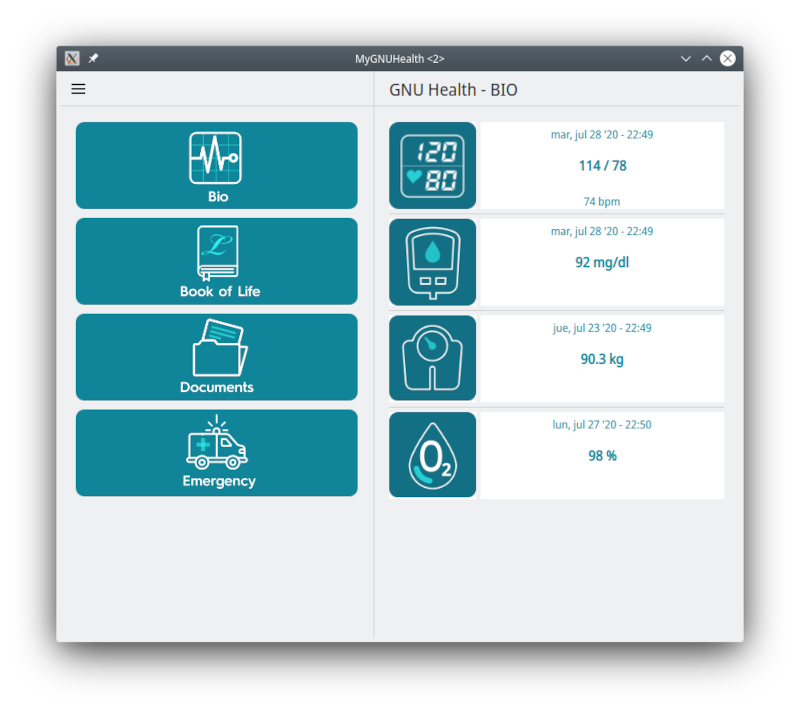 MyGNUHealth <2>
GNU Health - BIO
Bio
Book of Life
Documents
Emergency
120
80
mar, jul 28 '20 - 22:49
114 / 78
74 bpm
mar, jul 28 '20 - 22:49
92 mg/dl
jue, jul 23 '20 - 22:49
90.3 kg
O2
lun, jul 27 '20 - 22:50
98 %